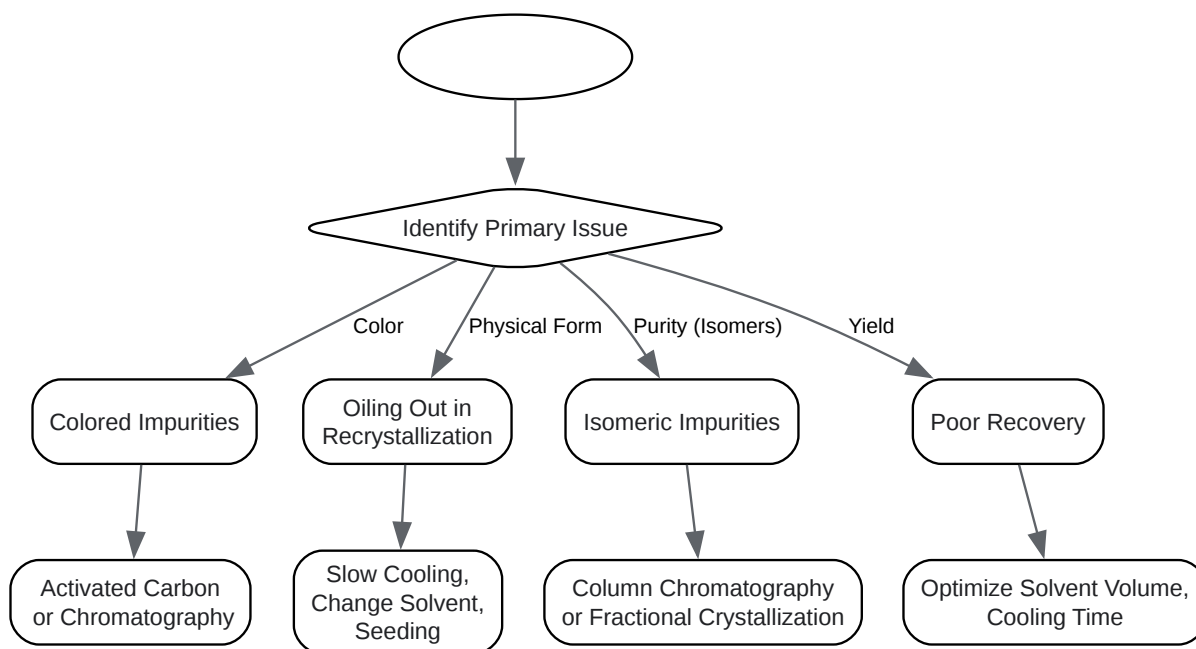 Identify Primary Issue
Color
Physical Form
Purity (Isomers)
Yield
Colored Impurities
Oiling Out in
Recrystallization
Isomeric Impurities
Poor Recovery
Activated Carbon
or Chromatography
Slow Cooling,
Change Solvent,
Seeding
Column Chromatography
or Fractional Crystallization
Optimize Solvent Volume,
Cooling Time